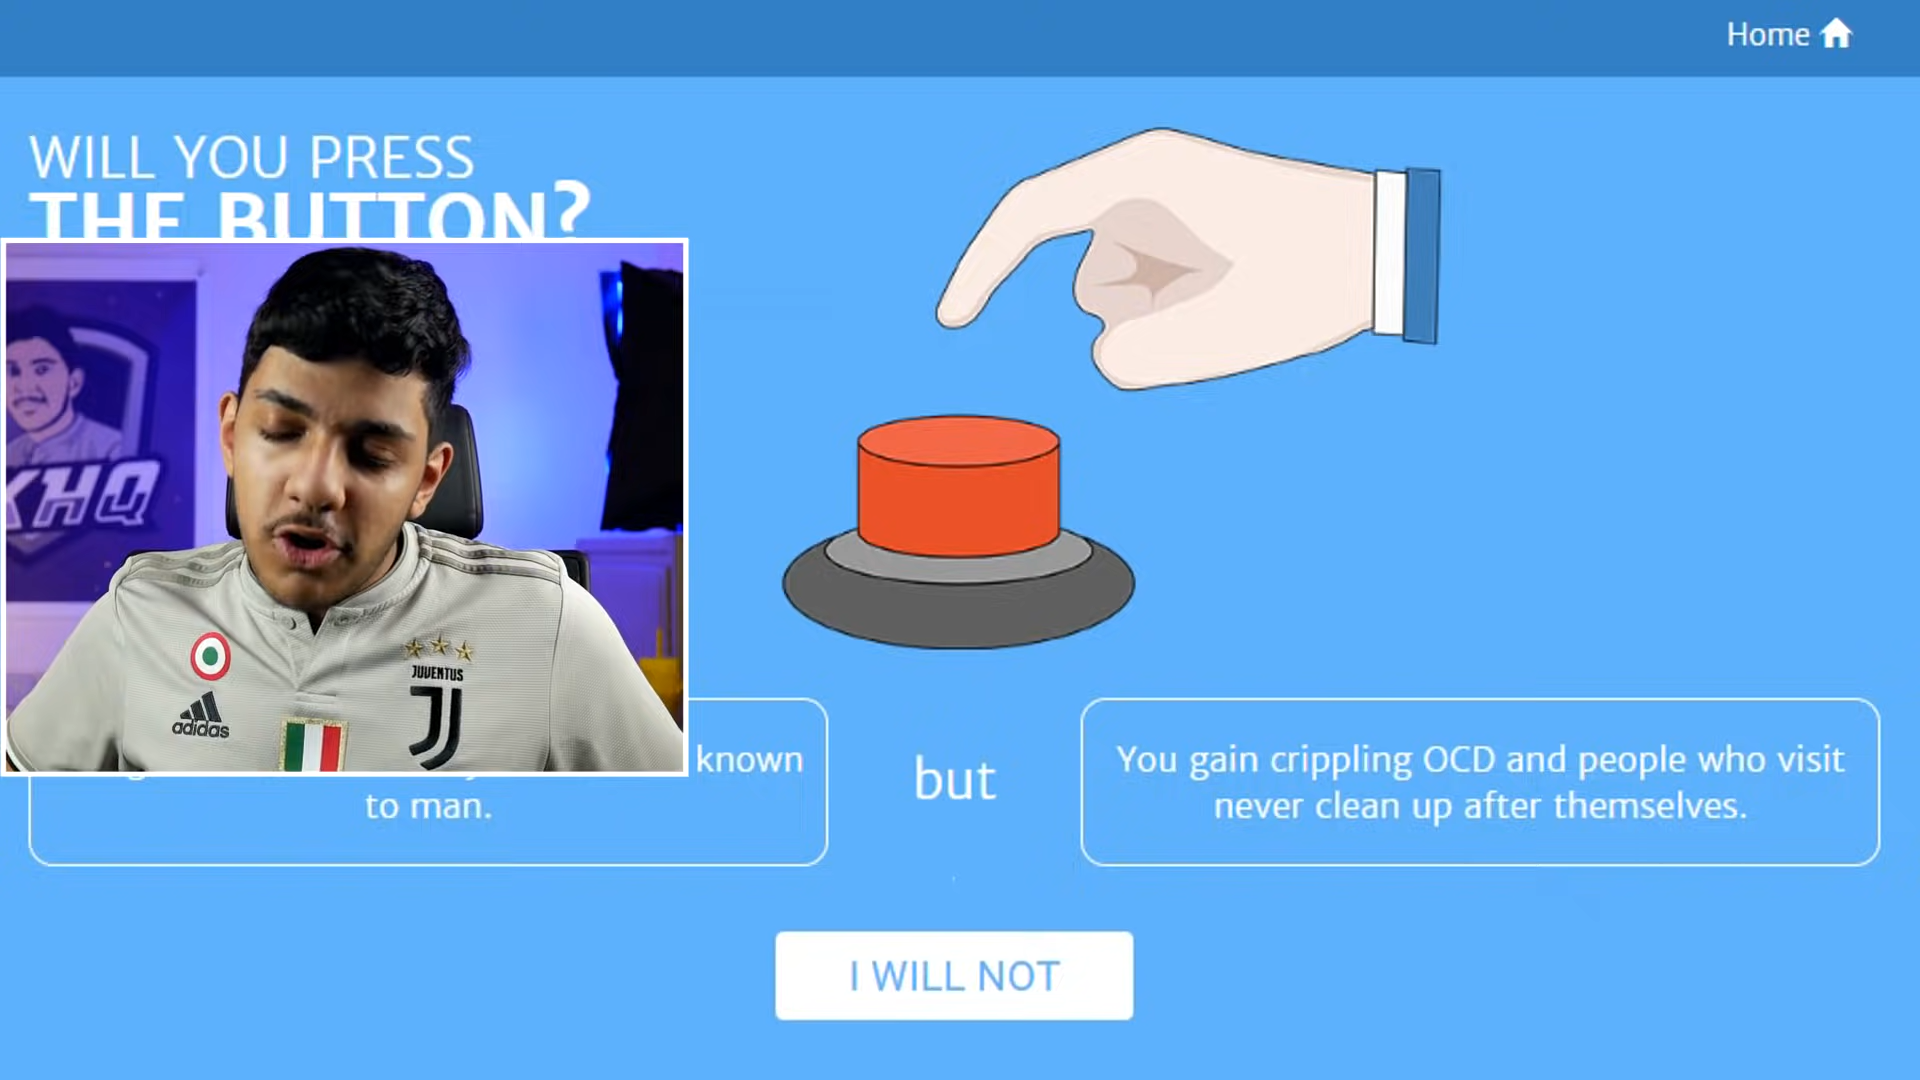 Home
WILL YOU PRESS
THE BUTTON?
KHQ
JUVENTUS
adidas
known
to man.
but
You gain crippling OCD and people who visit
never clean up after themselves.
I WILL NOT